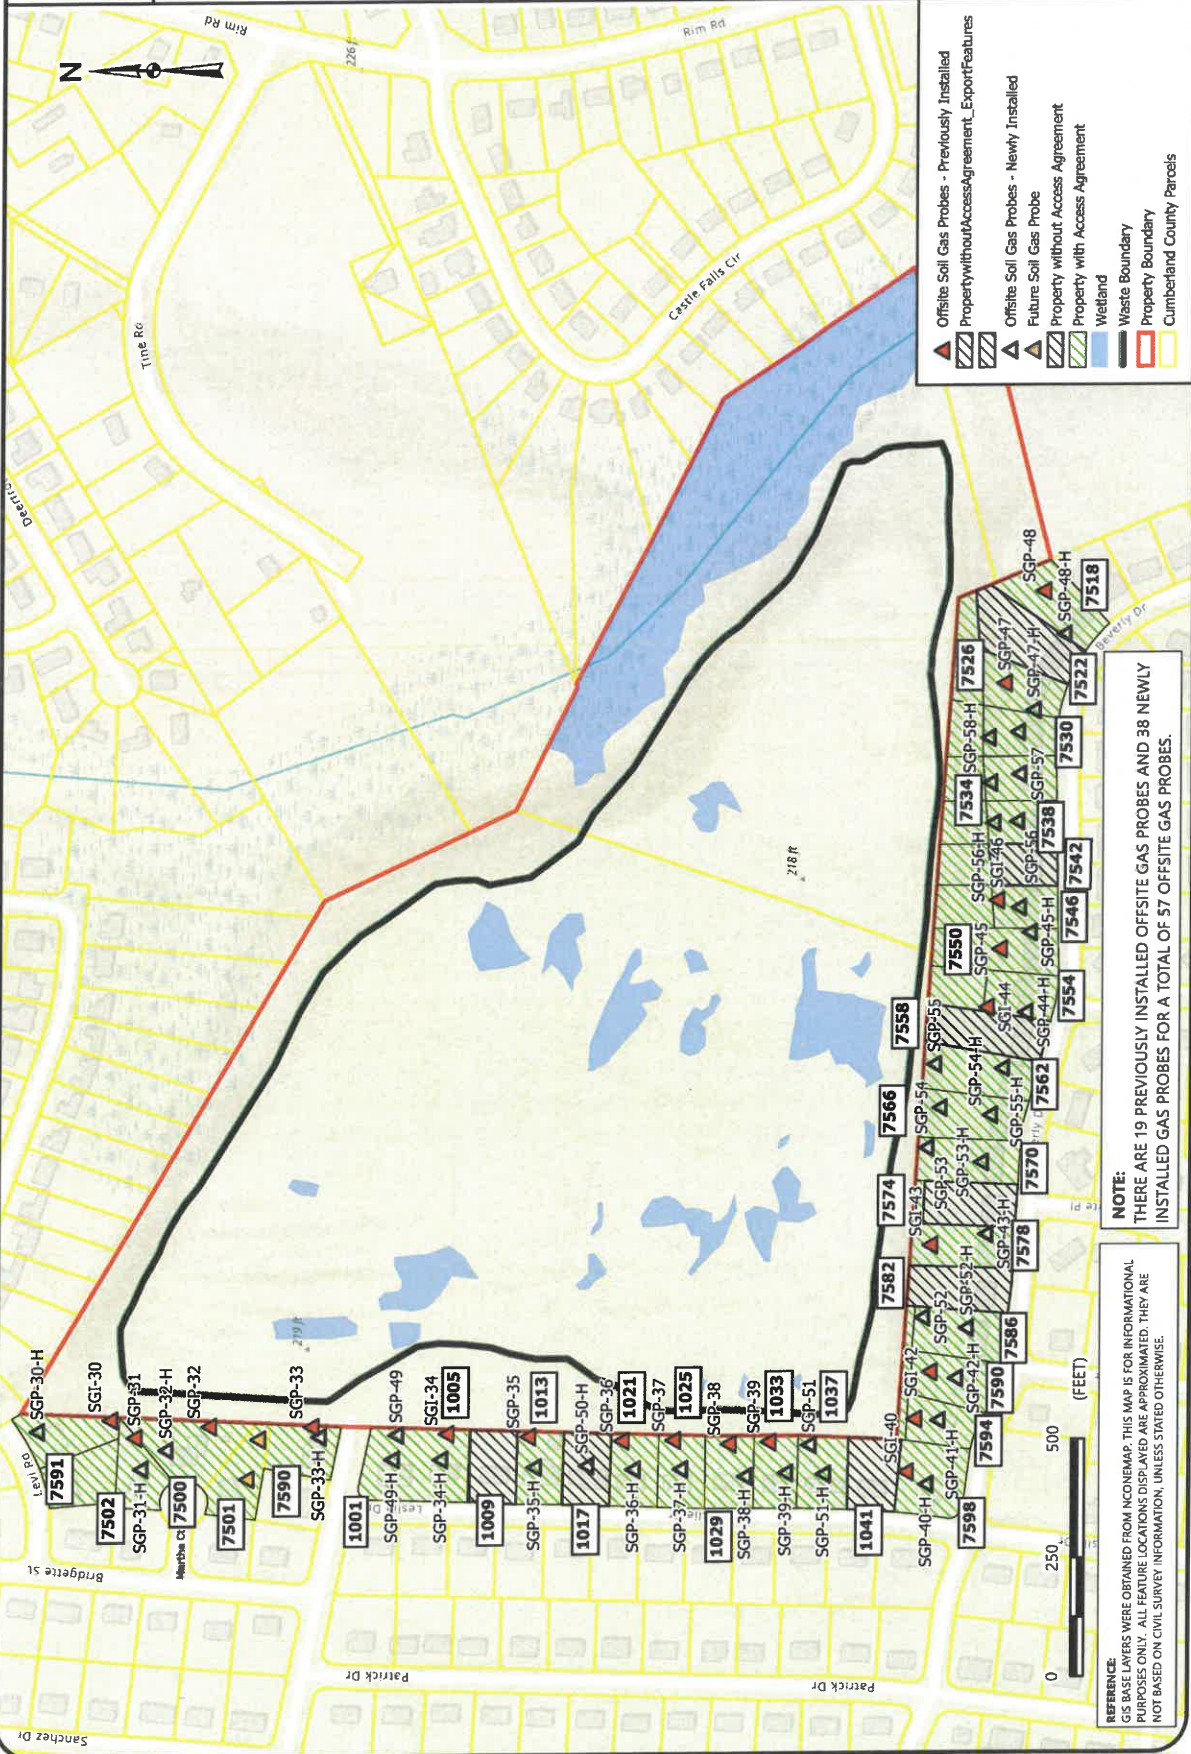 Rim Rd
Rim Rd
226 ft
N
Tine Rd
Castle Falls Cir
Levi Rd
Bridgette St
Martha Ct
Sanchez Dr
Patrick Dr
Patrick Dr
Beverly Dr
219 ft
218 ft
SGP-30-H
SGI-30
SGP-31
SGP-32-H
SGP-32
SGP-33
SGP-31-H
SGP-33-H
7591
7502
7500
7501
7590
1001
SGP-49
SGP-49-H
SGI-34
1005
SGP-34-H
1009
SGP-35
1013
SGP-35-H
1017
SGP-50-H
SGP-36
1021
SGP-36-H
SGP-37
1025
SGP-37-H
1029
SGP-38
SGP-38-H
SGP-39
1033
SGP-39-H
SGP-51
1037
SGP-51-H
1041
SGI-40
SGP-40-H
7598
SGP-41-H
7594
SGI-42
SGP-42-H
7590
SGP-52
SGP-52-H
7586
7582
SGI-43
SGP-43-H
7578
7574
SGP-53
SGP-53-H
7570
7566
SGP-54
SGP-54-H
SGP-55-H
7562
7558
SGP-55
SGI-44
SGP-44-H
7554
7550
SGP-45
SGP-45-H
7546
SGP-56-H
SGI-46
SGP-56
7542
7538
7534
SGP-58-H
SGP-57
7530
7526
SGP-47
SGP-47-H
7522
SGP-48
SGP-48-H
7518
Offsite Soil Gas Probes - Previously Installed
PropertywithoutAccessAgreement_ExportFeatures
Offsite Soil Gas Probes - Newly Installed
Future Soil Gas Probe
Property without Access Agreement
Property with Access Agreement
Wetland
Waste Boundary
Property Boundary
Cumberland County Parcels
NOTE:
THERE ARE 19 PREVIOUSLY INSTALLED OFFSITE GAS PROBES AND 38 NEWLY
INSTALLED GAS PROBES FOR A TOTAL OF 57 OFFSITE GAS PROBES.
0 250 500
(FEET)
REFERENCE:
GIS BASE LAYERS WERE OBTAINED FROM NCONEMAP. THIS MAP IS FOR INFORMATIONAL
PURPOSES ONLY. ALL FEATURE LOCATIONS DISPLAYED ARE APPROXIMATED. THEY ARE
NOT BASED ON CIVIL SURVEY INFORMATION, UNLESS STATED OTHERWISE.